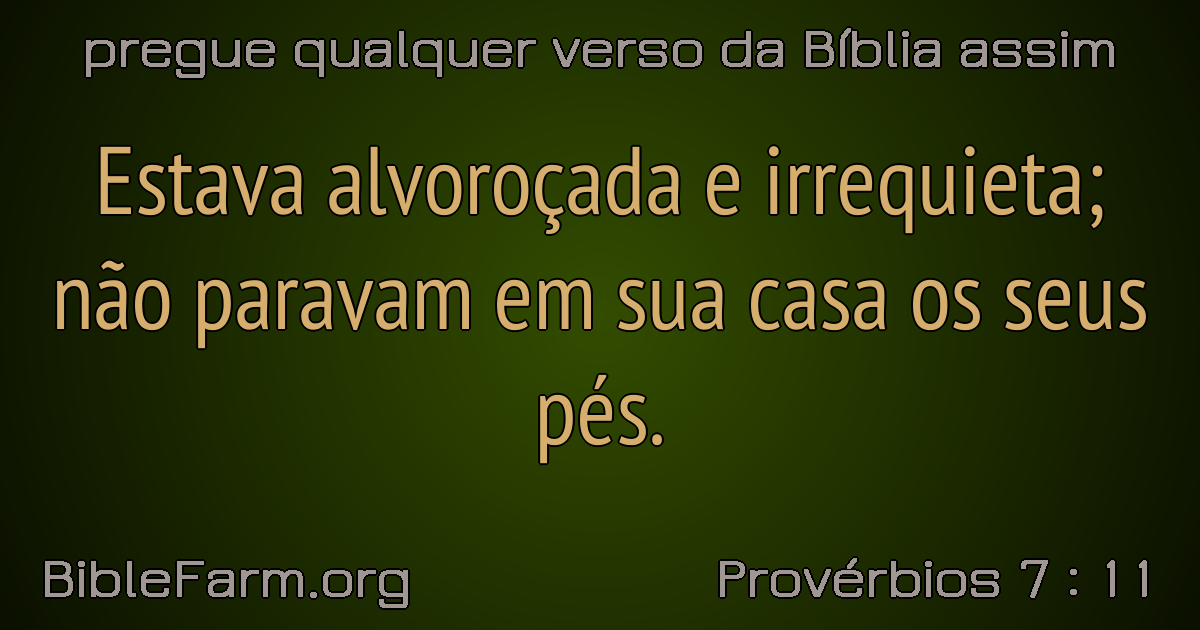 pregue qualquer verso da Bíblia assim
Estava alvoroçada e irrequieta;
não paravam em sua casa os seus
pés.
BibleFarm.org
Provérbios 7 : 11